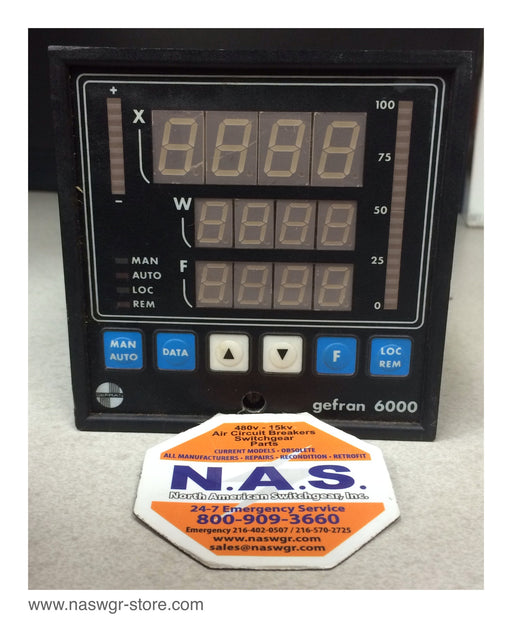 +
X
100
75
W
50
-
MAN
F
25
AUTO
LOC
REM
0
MAN AUTO
DATA
▲
▼
F
LOC REM
GEFRAN
gefran 6000
480v - 15kv
Air Circuit Breakers
Switchgear
Parts
CURRENT MODELS - OBSOLETE
ALL MANUFACTURERS - REPAIRS - RECONDITION - RETROFIT
N.A.S.
North American Switchgear, Inc.
24-7 Emergency Service
800-909-3660
Emergency 216-402-0507 / 216-570-2725
www.naswgr.com
sales@naswgr.com
www.naswgr-store.com